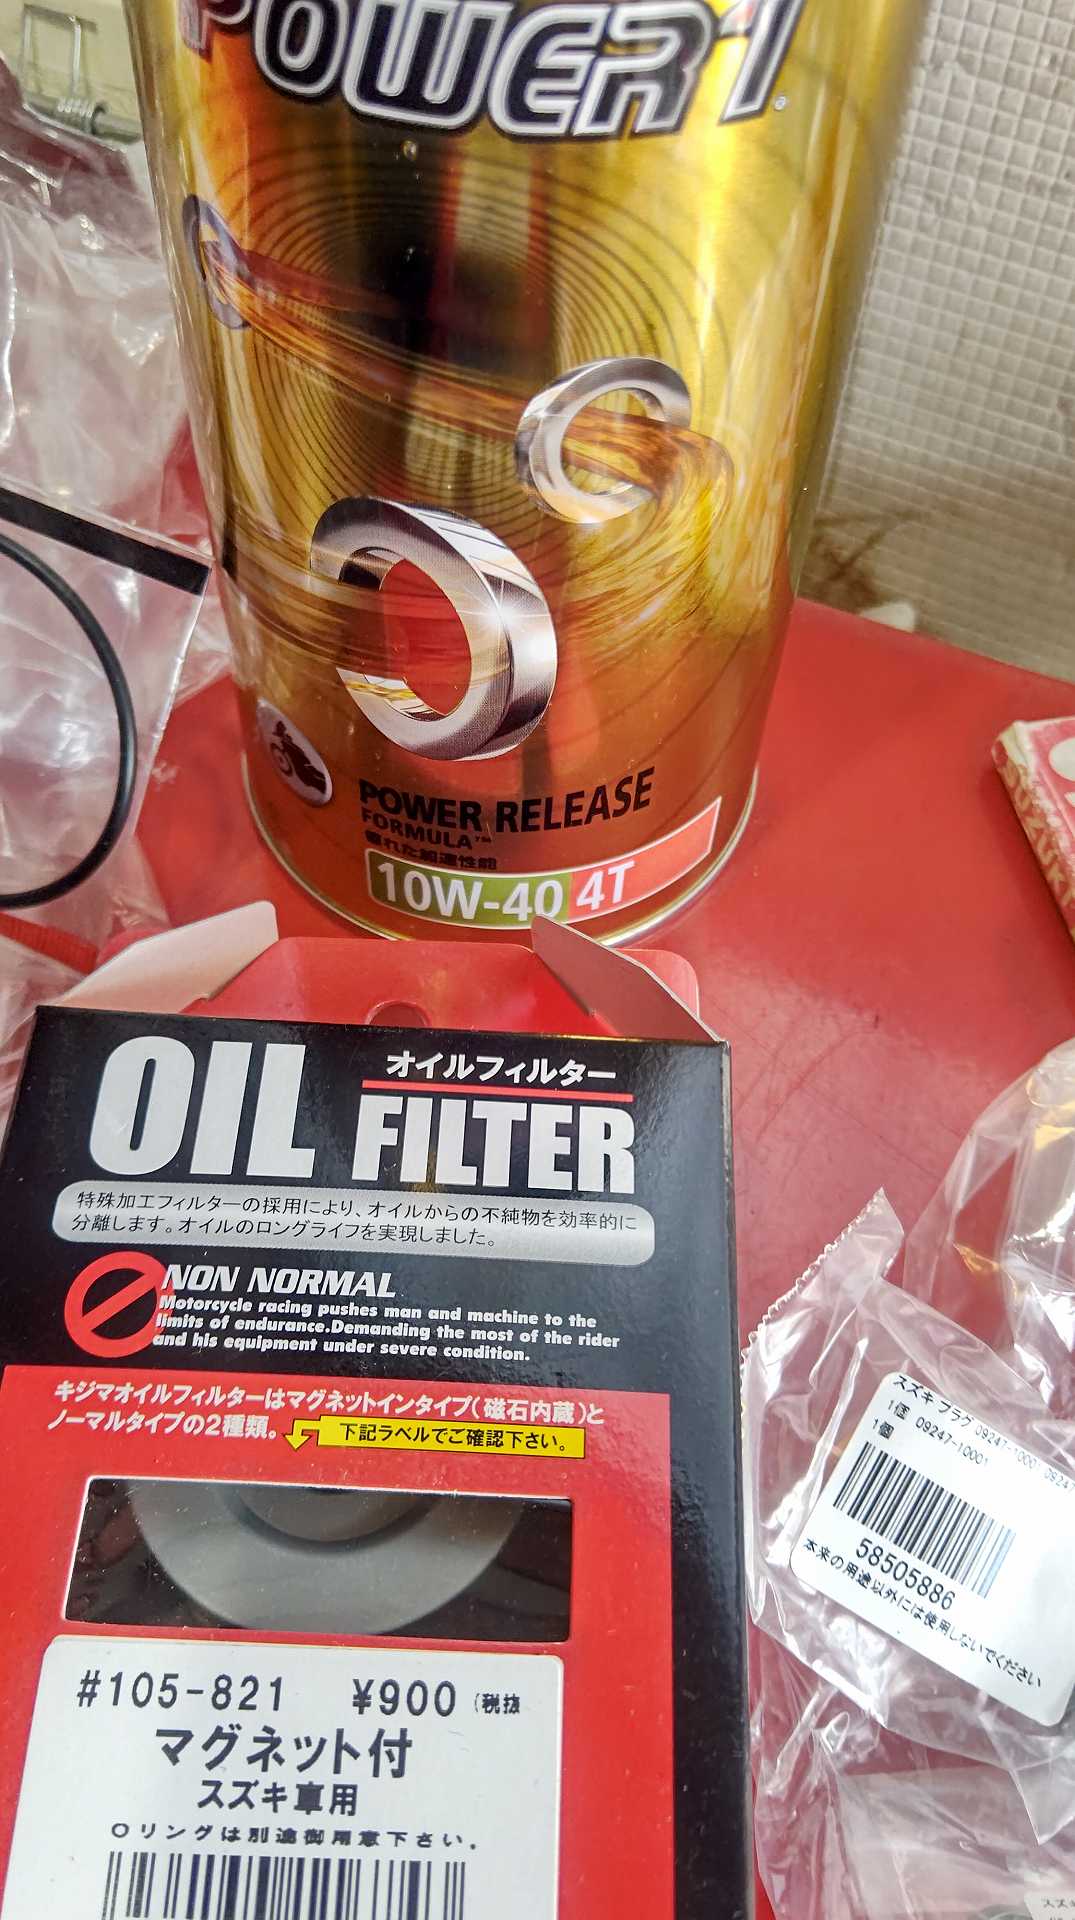 POWER1
POWER RELEASE
FORMULA™
優れた加速性能
10W-40 4T
SUZUKI
OIL
オイルフィルター
FILTER
特殊加工フィルターの採用により、オイルからの不純物を効率的に
分離します。オイルのロングライフを実現しました。
NON NORMAL
Motorcycle racing pushes man and machine to the
limits of endurance.Demanding the most of the rider
and his equipment under severe condition.
キジマオイルフィルターはマグネットインタイプ(磁石内蔵)と
ノーマルタイプの2種類。
下記ラベルでご確認下さい。
#105-821 ¥900 (税抜
マグネット付
スズキ車用
Oリングは別途御用意下さい。
スズキ プラグ 09247-10001 09247
1個 09247-10001
1個
58505886
本来の用途以外には使用しないでください